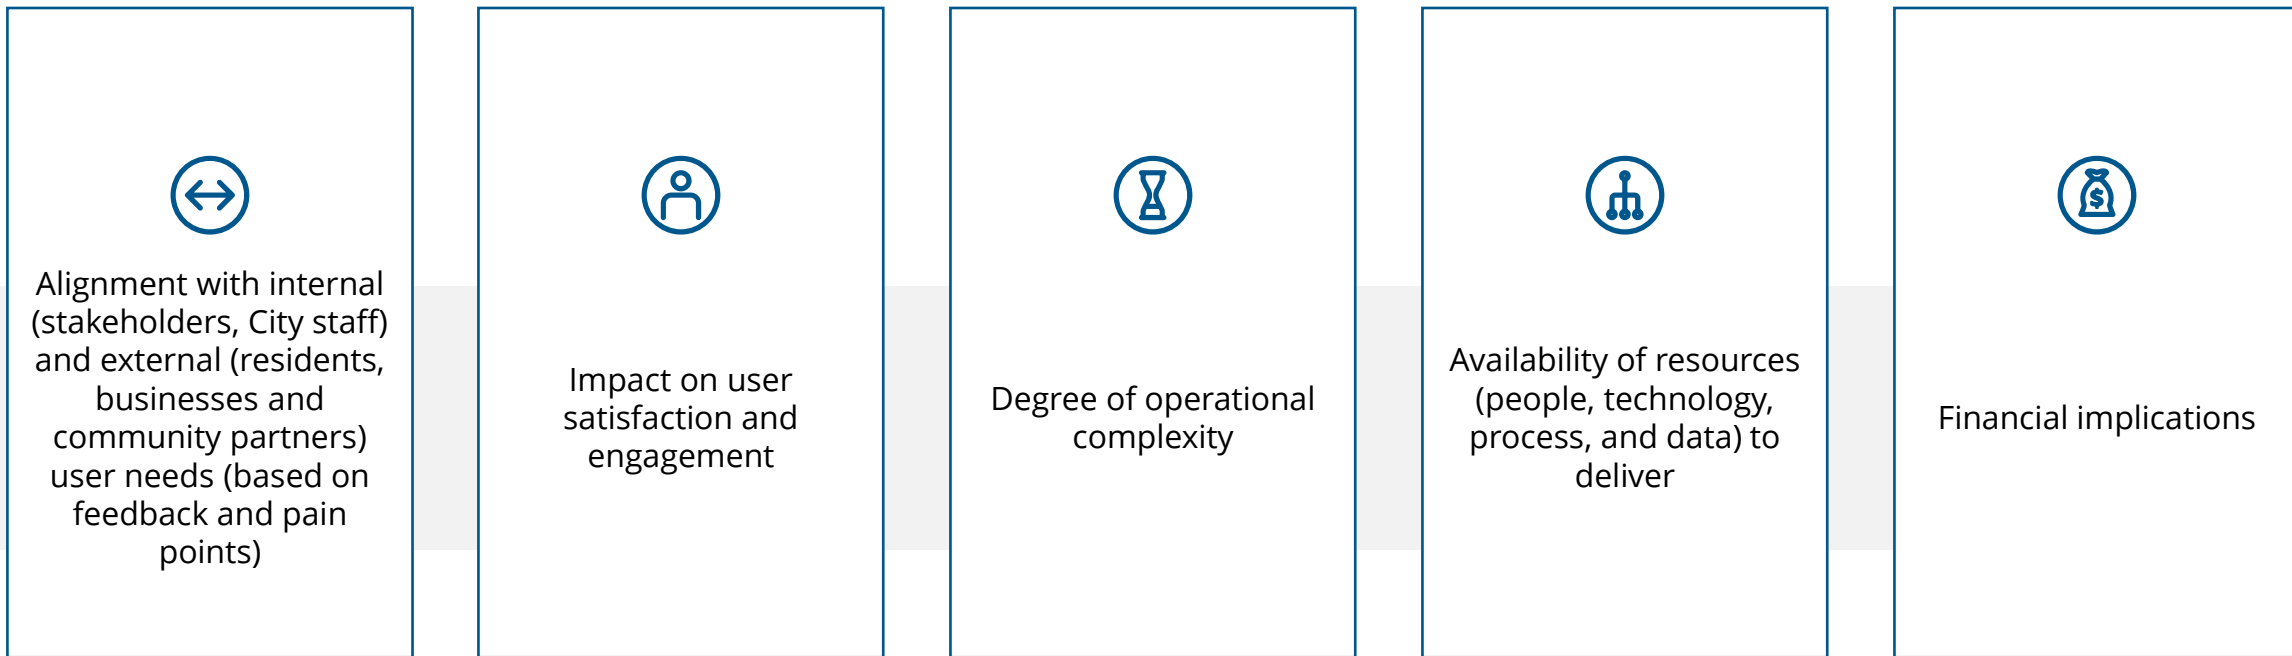 Alignment with internal
(stakeholders, City staff)
and external (residents,
businesses and
community partners)
user needs (based on
feedback and pain
points)
Impact on user
satisfaction and
engagement
Degree of operational
complexity
Availability of resources
(people, technology,
process, and data) to
deliver
$
Financial implications